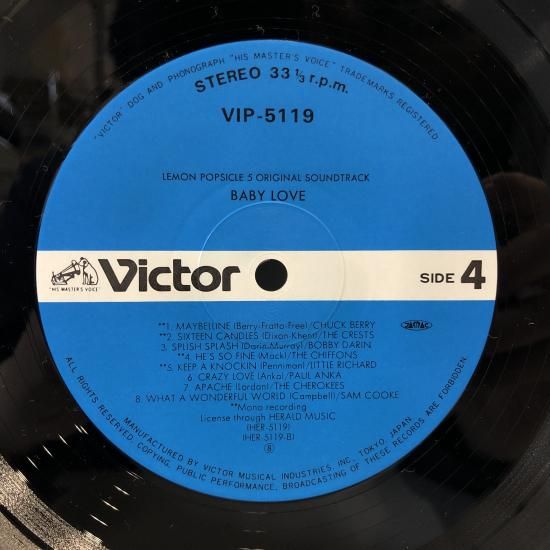 "VICTOR" DOG AND PHONOGRAPH "HIS MASTER'S VOICE" TRADEMARKS REGISTERED
STEREO 33 1/3 r.p.m.
VIP-5119
LEMON POPSICLE 5 ORIGINAL SOUNDTRACK
BABY LOVE
"HIS MASTER'S VOICE"
Victor
SIDE 4
**1. MAYBELLINE (Berry-Fratto-Free)/CHUCK BERRY
**2. SIXTEEN CANDLES (Dixon-Khent)/THE CRESTS
3. SPLISH SPLASH (Darin-Murray)/BOBBY DARIN
**4. HE'S SO FINE (Mack)/THE CHIFFONS
**5. KEEP A KNOCKIN (Penniman)/LITTLE RICHARD
6. CRAZY LOVE (Anka)/PAUL ANKA
7. APACHE (Lordan)/THE CHEROKEES
8. WHAT A WONDERFUL WORLD (Campbell)/SAM COOKE
**Mono recording
License through HERALD MUSIC
(HER-5119)
(HER-5119-B)
ALL RIGHTS RESERVED. UNAUTHORIZED COPYING, PUBLIC PERFORMANCE, BROADCASTING OF THESE RECORDS ARE FORBIDDEN
MANUFACTURED BY VICTOR MUSICAL INDUSTRIES, INC. TOKYO, JAPAN